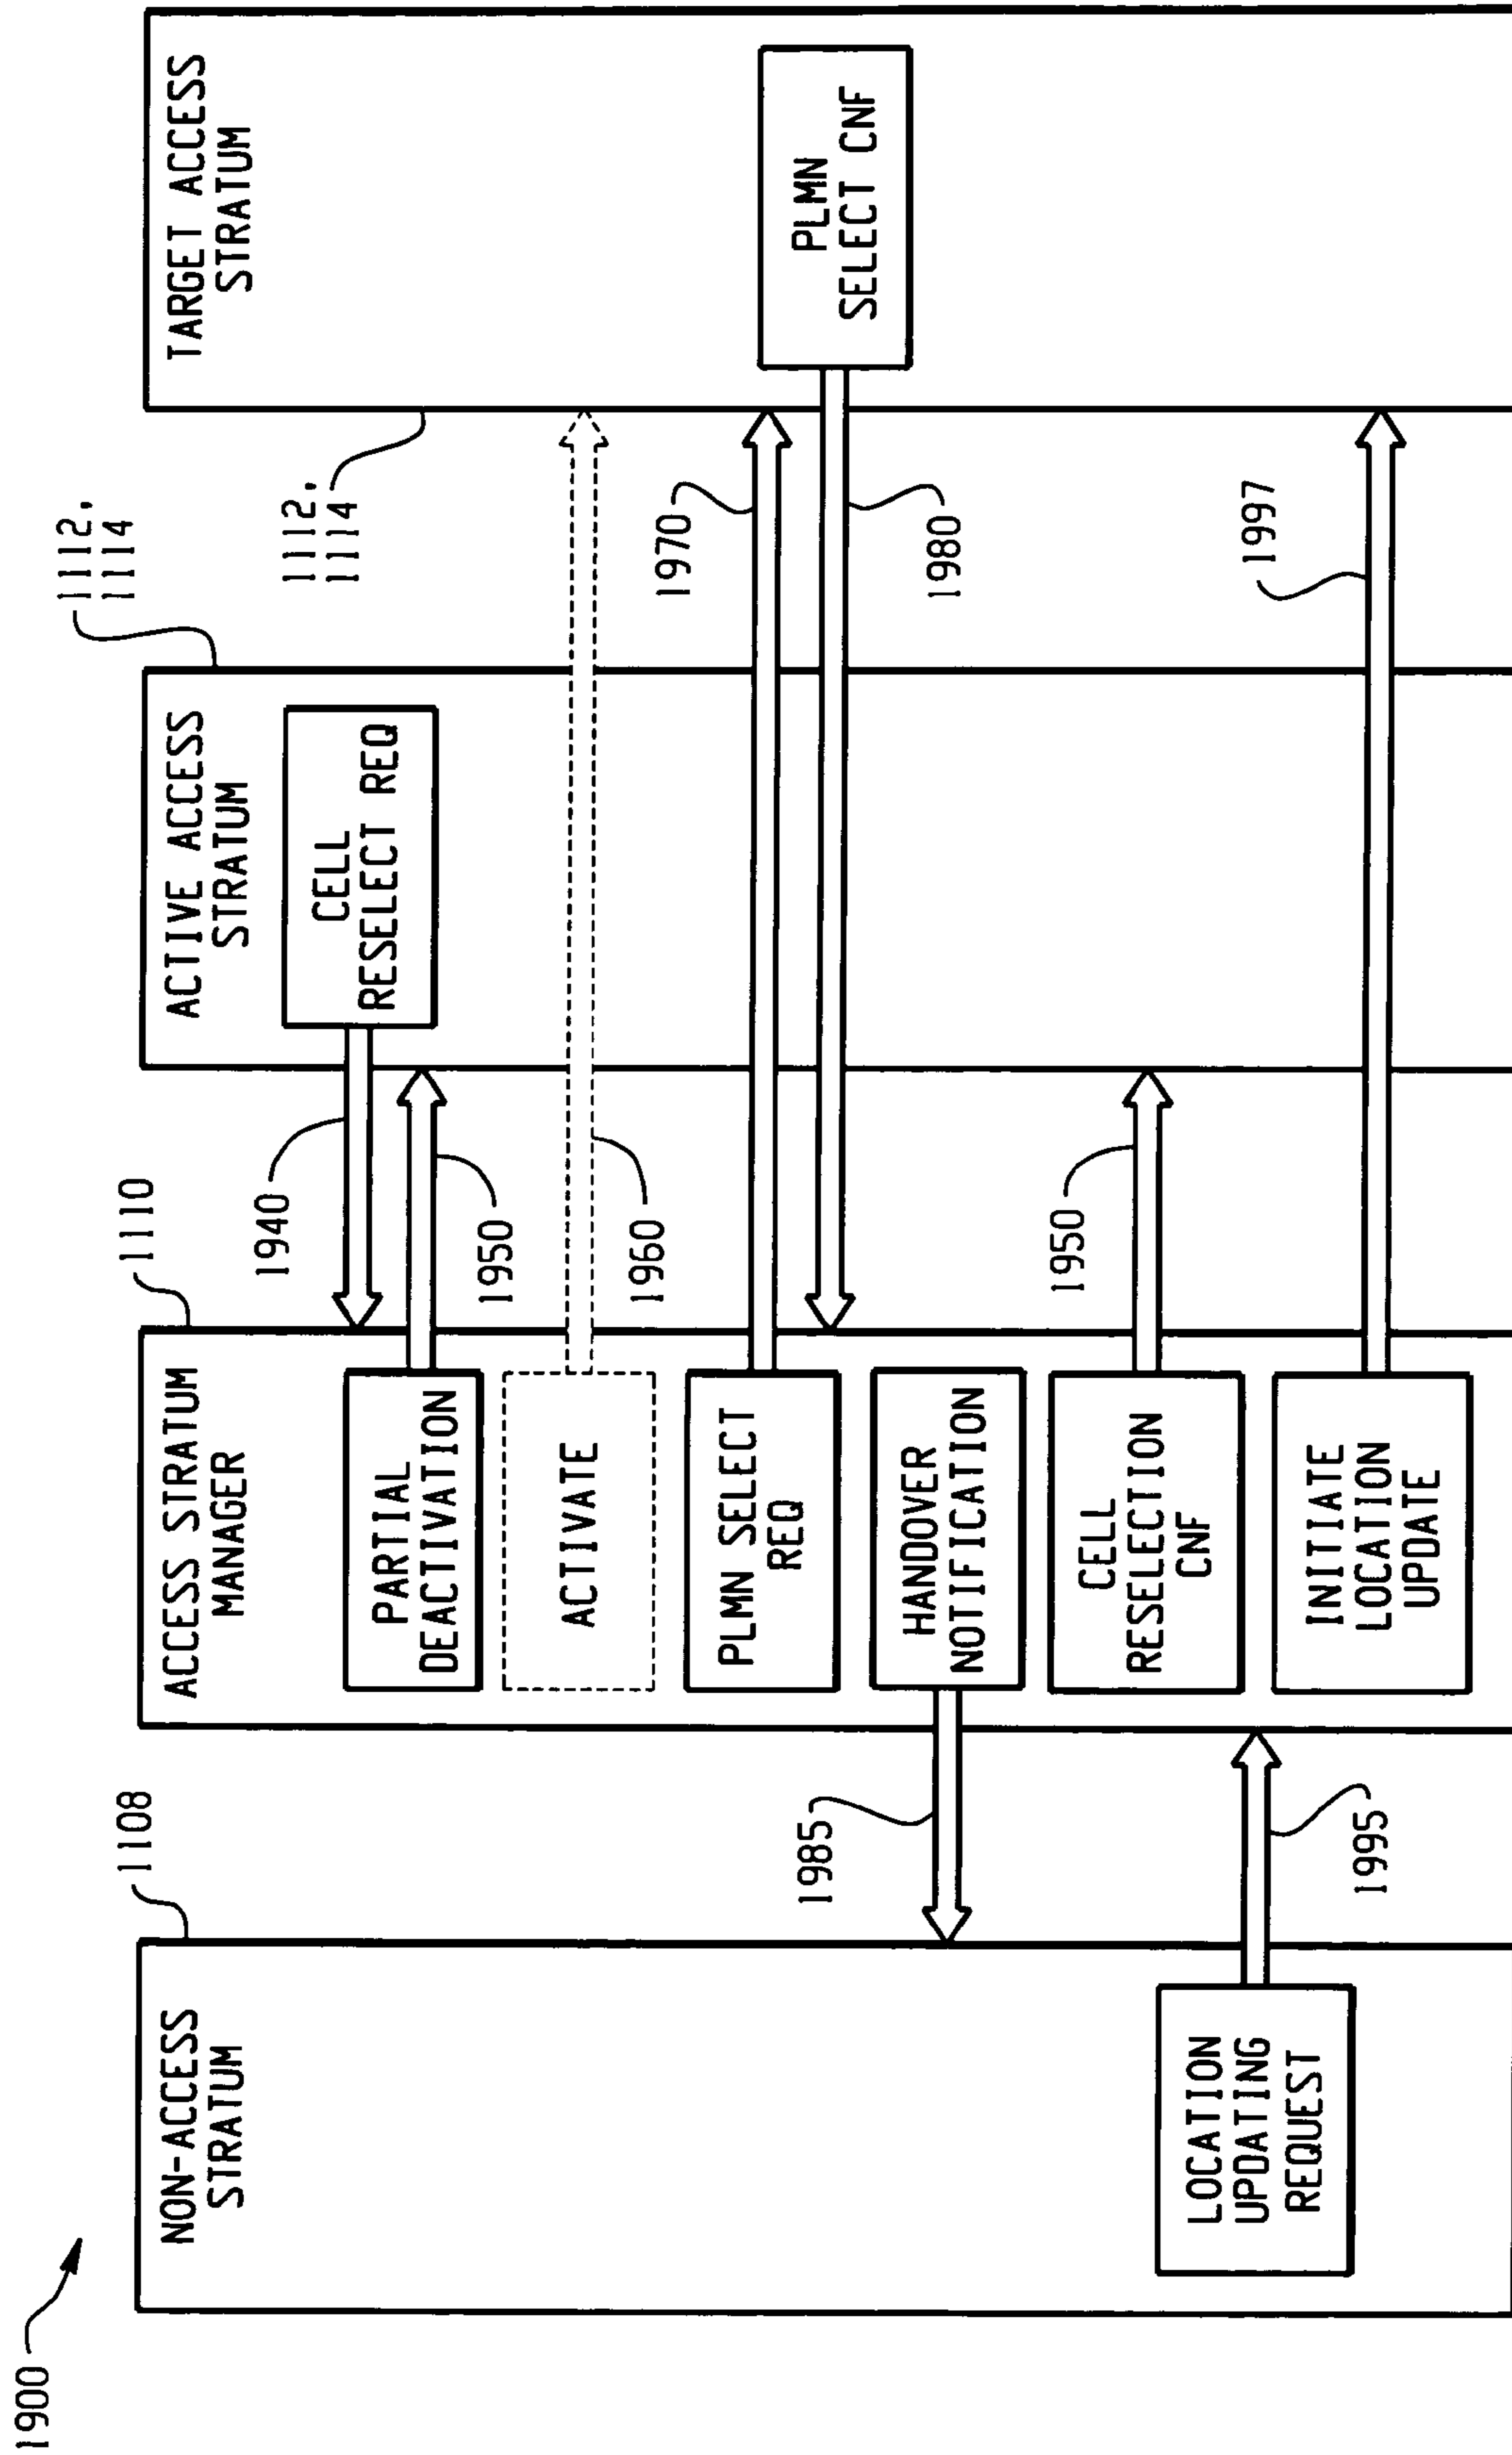 1900
1108
1110
1112,
1114
1112,
1114
NON-ACCESS
STRATUM
ACCESS STRATUM
MANAGER
ACTIVE ACCESS
STRATUM
TARGET ACCESS
STRATUM
CELL
RESELECT REQ
1940
PARTIAL
DEACTIVATION
1950
ACTIVATE
1960
PLMN SELECT
REQ
1970
PLMN
SELECT CNF
1980
HANDOVER
NOTIFICATION
1985
CELL
RESELECTION
CNF
1950
LOCATION
UPDATING
REQUEST
1995
INITIATE
LOCATION
UPDATE
1997